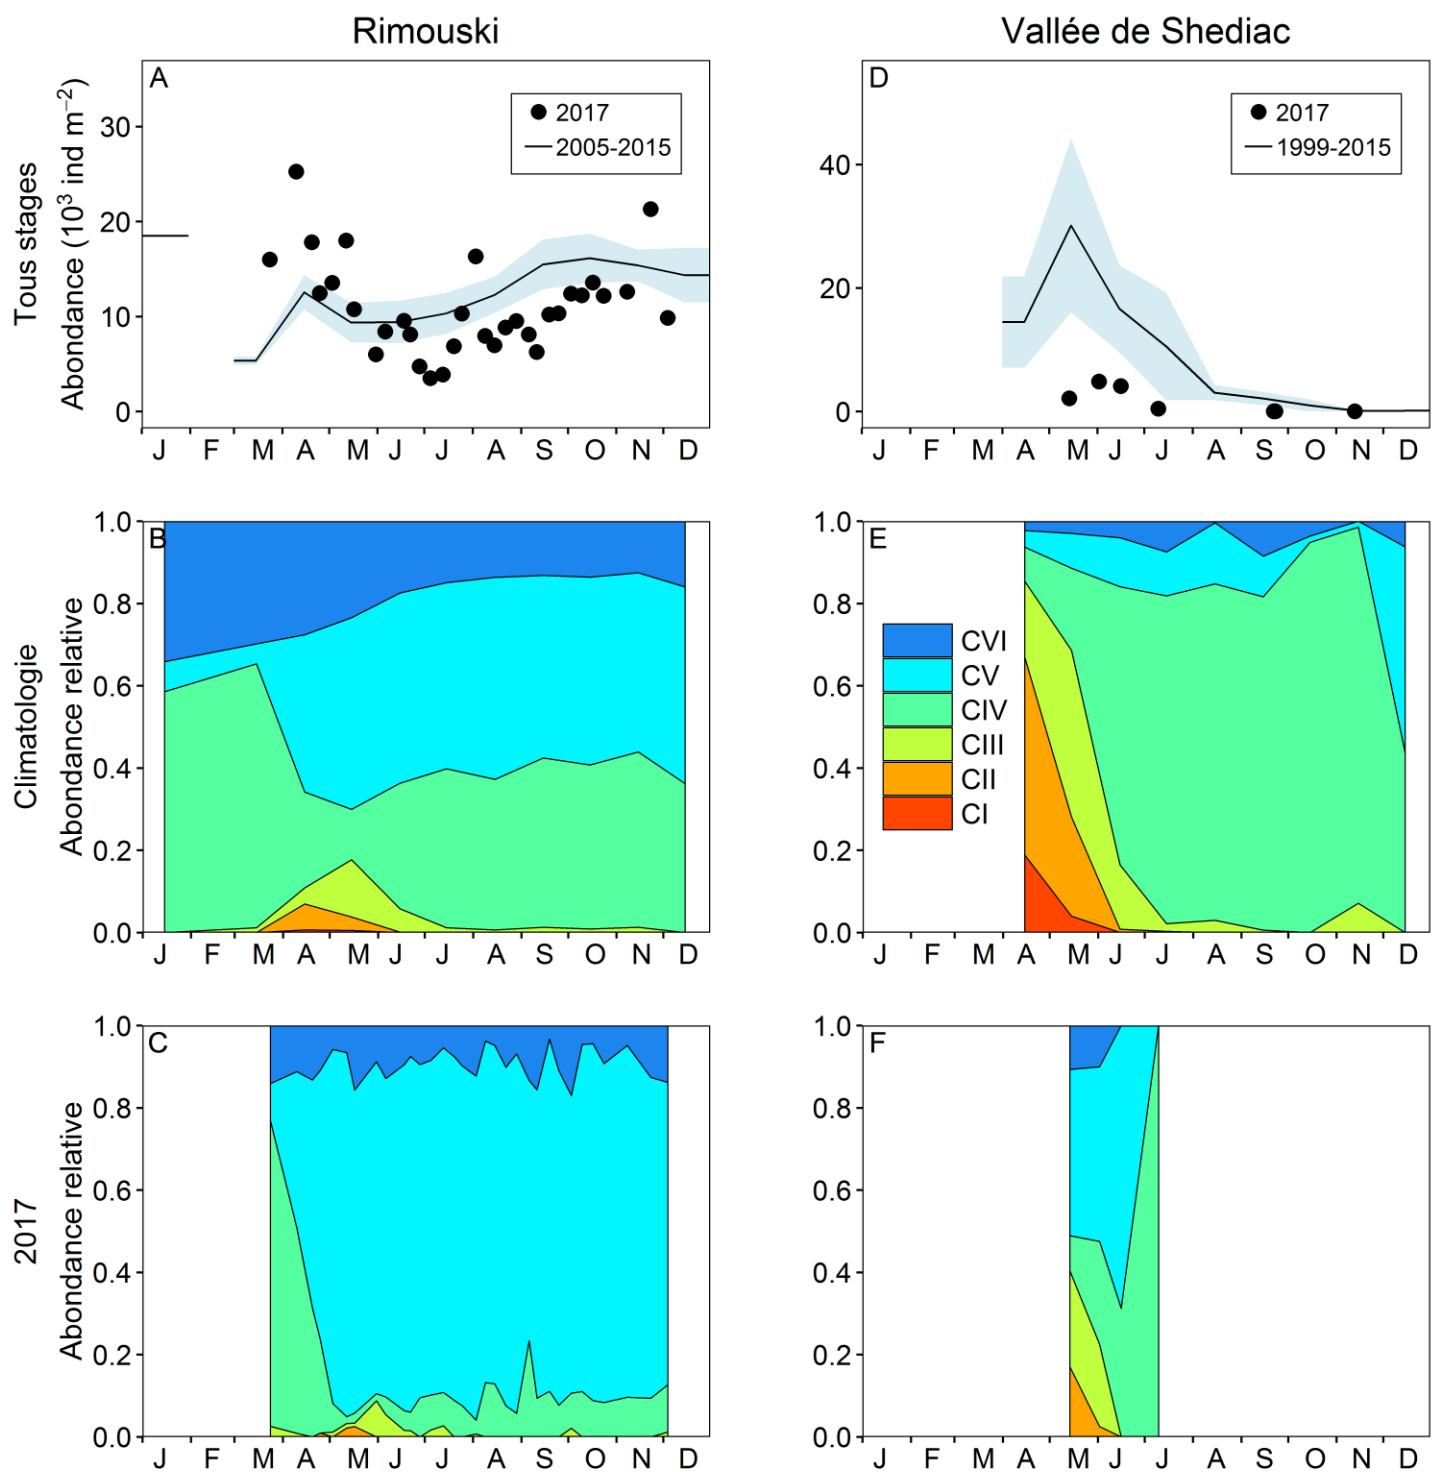 Rimouski
Vallée de Shediac
Tous stages
Abondance (10³ ind m⁻²)
A
2017
2005-2015
30
20
10
0
J F M A M J J A S O N D
D
2017
1999-2015
40
20
0
J F M A M J J A S O N D
Climatologie
Abondance relative
B
1.0
0.8
0.6
0.4
0.2
0.0
J F M A M J J A S O N D
E
1.0
0.8
0.6
0.4
0.2
0.0
CVI
CV
CIV
CIII
CII
CI
J F M A M J J A S O N D
2017
Abondance relative
C
1.0
0.8
0.6
0.4
0.2
0.0
J F M A M J J A S O N D
F
1.0
0.8
0.6
0.4
0.2
0.0
J F M A M J J A S O N D